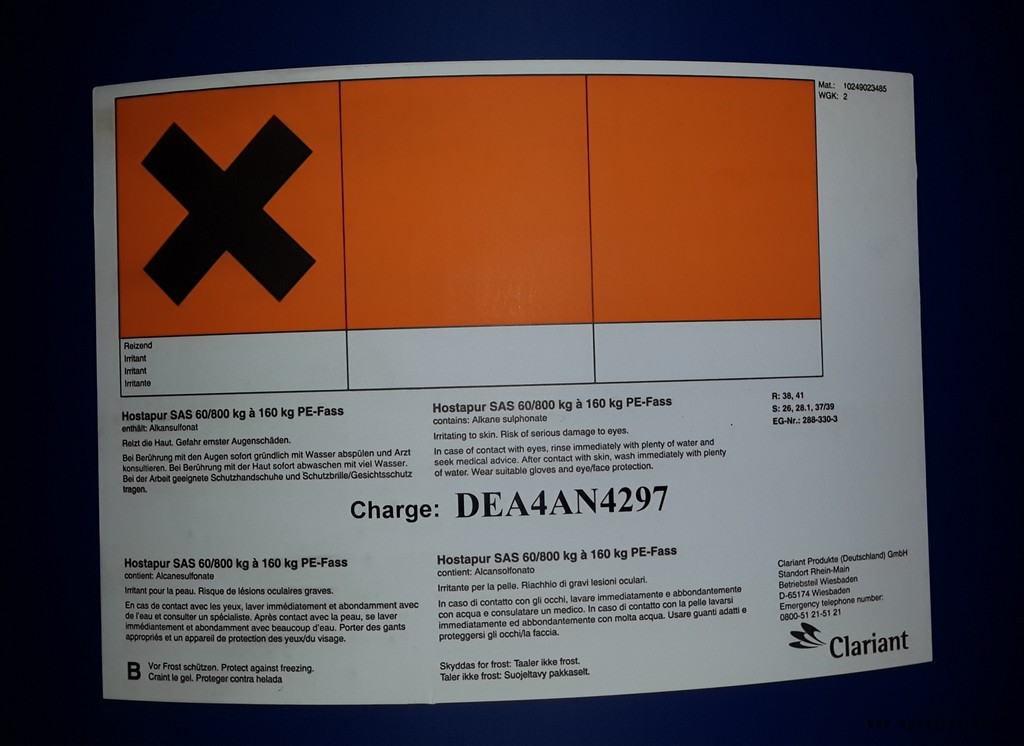 Mat.: 10249023485
WGK: 2
Reizend
Irritant
Irritant
Irritante
Hostapur SAS 60/800 kg à 160 kg PE-Fass
enthält: Alkansulfonat
Reizt die Haut. Gefahr ernster Augenschäden.
Bei Berührung mit den Augen sofort gründlich mit Wasser abspülen und Arzt
konsultieren. Bei Berührung mit der Haut sofort abwaschen mit viel Wasser.
Bei der Arbeit geeignete Schutzhandschuhe und Schutzbrille/Gesichtsschutz
tragen.
Hostapur SAS 60/800 kg à 160 kg PE-Fass
contains: Alkane sulphonate
Irritating to skin. Risk of serious damage to eyes.
In case of contact with eyes, rinse immediately with plenty of water and
seek medical advice. After contact with skin, wash immediately with plenty
of water. Wear suitable gloves and eye/face protection.
R: 38, 41
S: 26, 28.1, 37/39
EG-Nr.: 288-330-3
Charge: DEA4AN4297
Hostapur SAS 60/800 kg à 160 kg PE-Fass
contient: Alcanesulfonate
Irritant pour la peau. Risque de lésions oculaires graves.
En cas de contact avec les yeux, laver immédiatement et abondamment avec
de l'eau et consulter un spécialiste. Après contact avec la peau, se laver
immédiantement et abondamment avec beaucoup d'eau. Porter des gants
appropriés et un appareil de protection des yeux/du visage.
Hostapur SAS 60/800 kg à 160 kg PE-Fass
contient: Alcansolfonato
Irritante per la pelle. Riachhio di gravi lesioni oculari.
In caso di contatto con gli occhi, lavare immediatamente e abbondantemente
con acqua e consulatare un medico. In caso di contatto con la pelle lavarsi
immediatamente ed abbondantemente con molta acqua. Usare guanti adatti e
proteggersi gli occhi/la faccia.
Clariant Produkte (Deutschland) GmbH
Standort Rhein-Main
Betriebsteil Wiesbaden
D-65174 Wiesbaden
Emergency telephone number:
0800-51 21-51 21
Clariant
B
Vor Frost schützen. Protect against freezing.
Craint le gel. Proteger contra helada
Skyddas for frost: Taaler ikke frost.
Taler ikke frost: Suojeltavy pakkaselt.